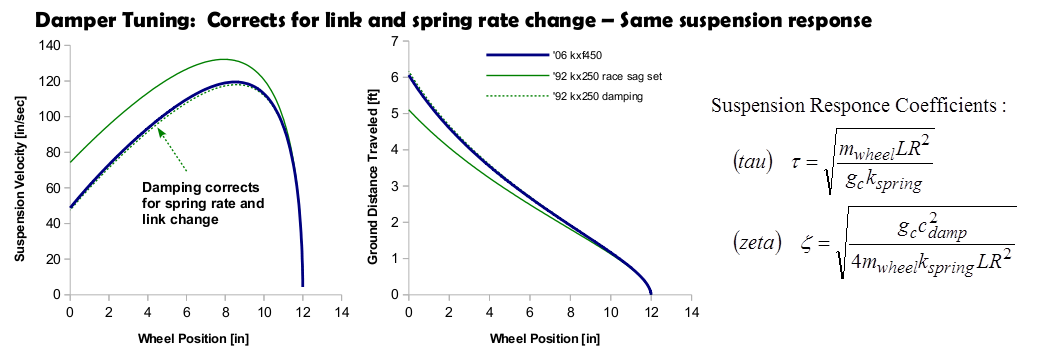 Damper Tuning: Corrects for link and spring rate change – Same suspension response
Suspension Velocity [in/sec]
140
120
100
80
60
40
20
0
Damping corrects
for spring rate and
link change
0 2 4 6 8 10 12 14
Wheel Position [in]
Ground Distance Traveled [ft]
7
6
5
4
3
2
1
0
'06 kxf450
'92 kx250 race sag set
'92 kx250 damping
0 2 4 6 8 10 12 14
Wheel Position [in]
Suspension Responce Coefficients :
(tau) τ = √(m_wheel LR² / g_c k_spring)
(zeta) ζ = √(g_c c²_damp / 4m_wheel k_spring LR²)